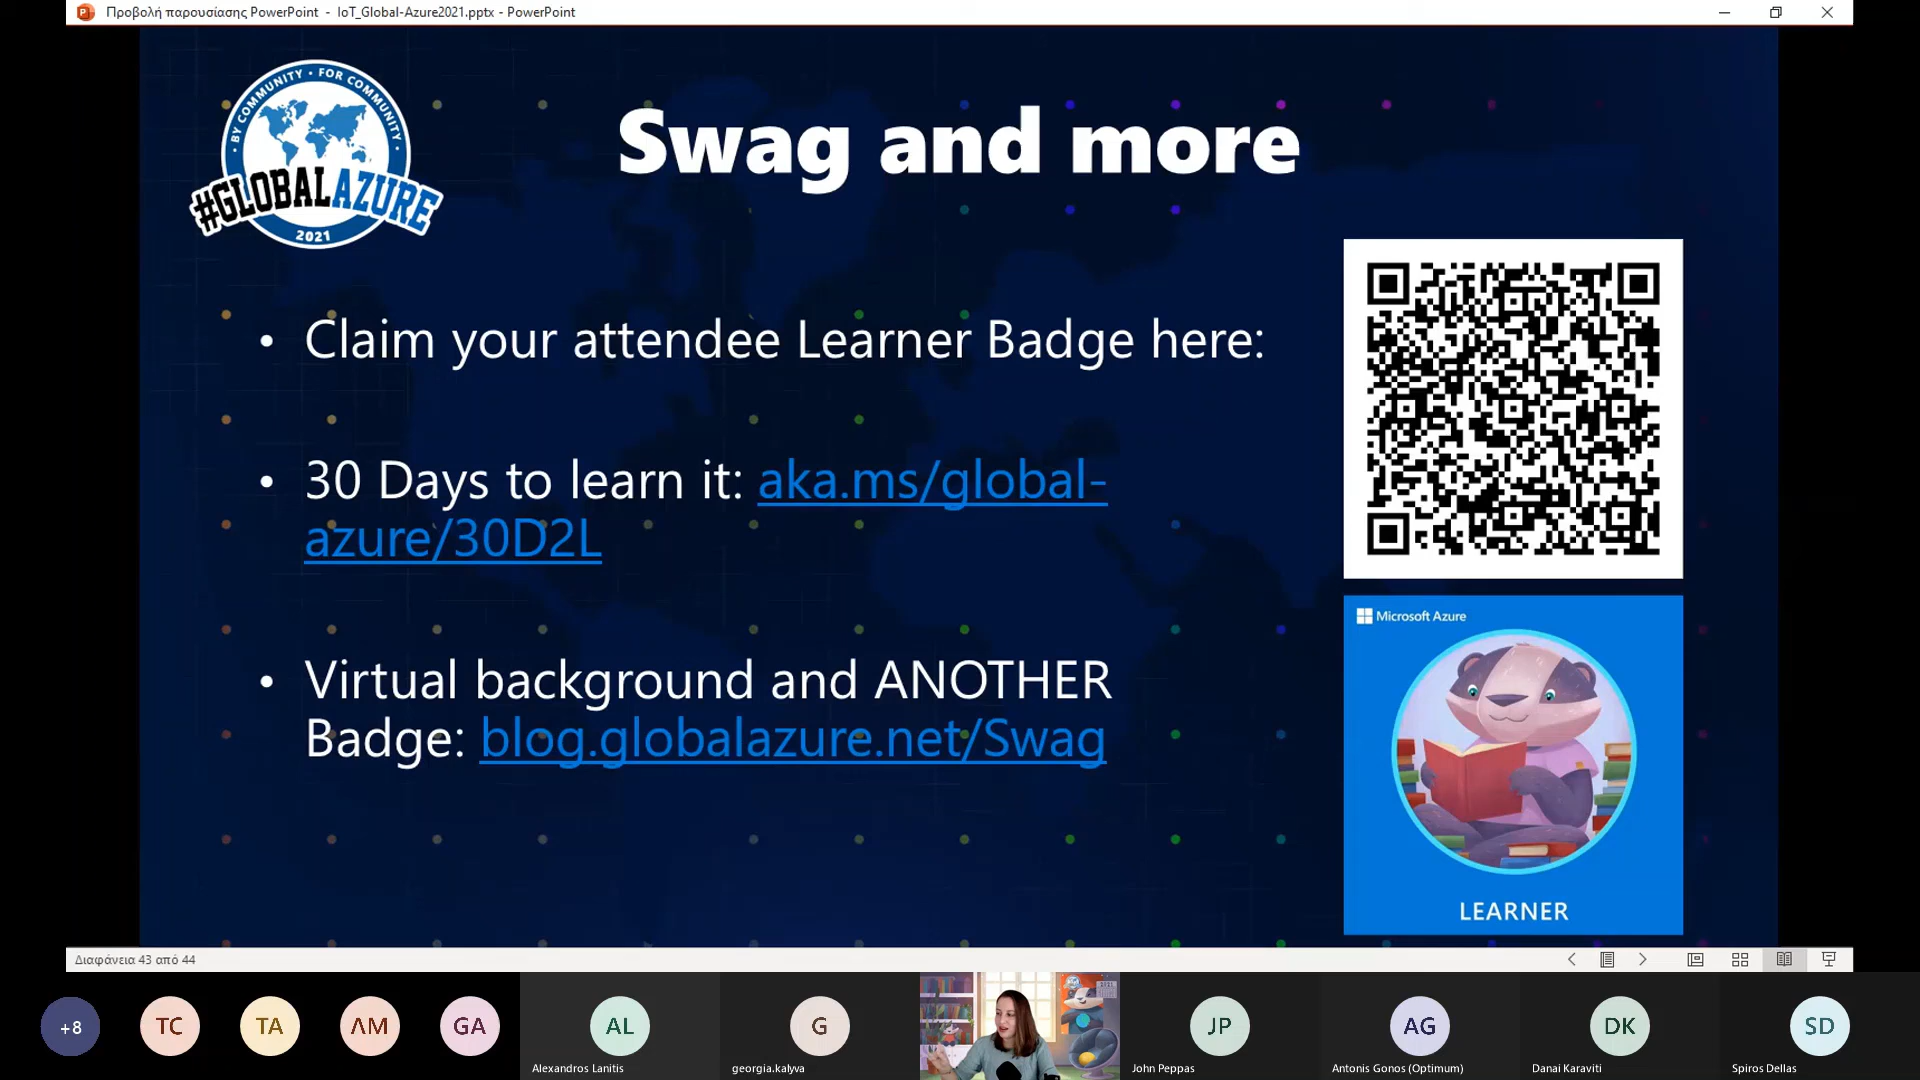 Προβολή παρουσίασης PowerPoint - IoT_Global-Azure2021.pptx - PowerPoint
BY COMMUNITY • FOR COMMUNITY
#GLOBALAZURE
2021
Swag and more
• Claim your attendee Learner Badge here:
• 30 Days to learn it: aka.ms/global-
azure/30D2L
• Virtual background and ANOTHER
Badge: blog.globalazure.net/Swag
Microsoft Azure
LEARNER
Διαφάνεια 43 από 44
+8
TC
TA
ΛΜ
GA
AL
G
JP
AG
DK
SD
Alexandros Lanitis
georgia.kalyva
John Peppas
Antonis Gonos (Optimum)
Danai Karaviti
Spiros Dellas